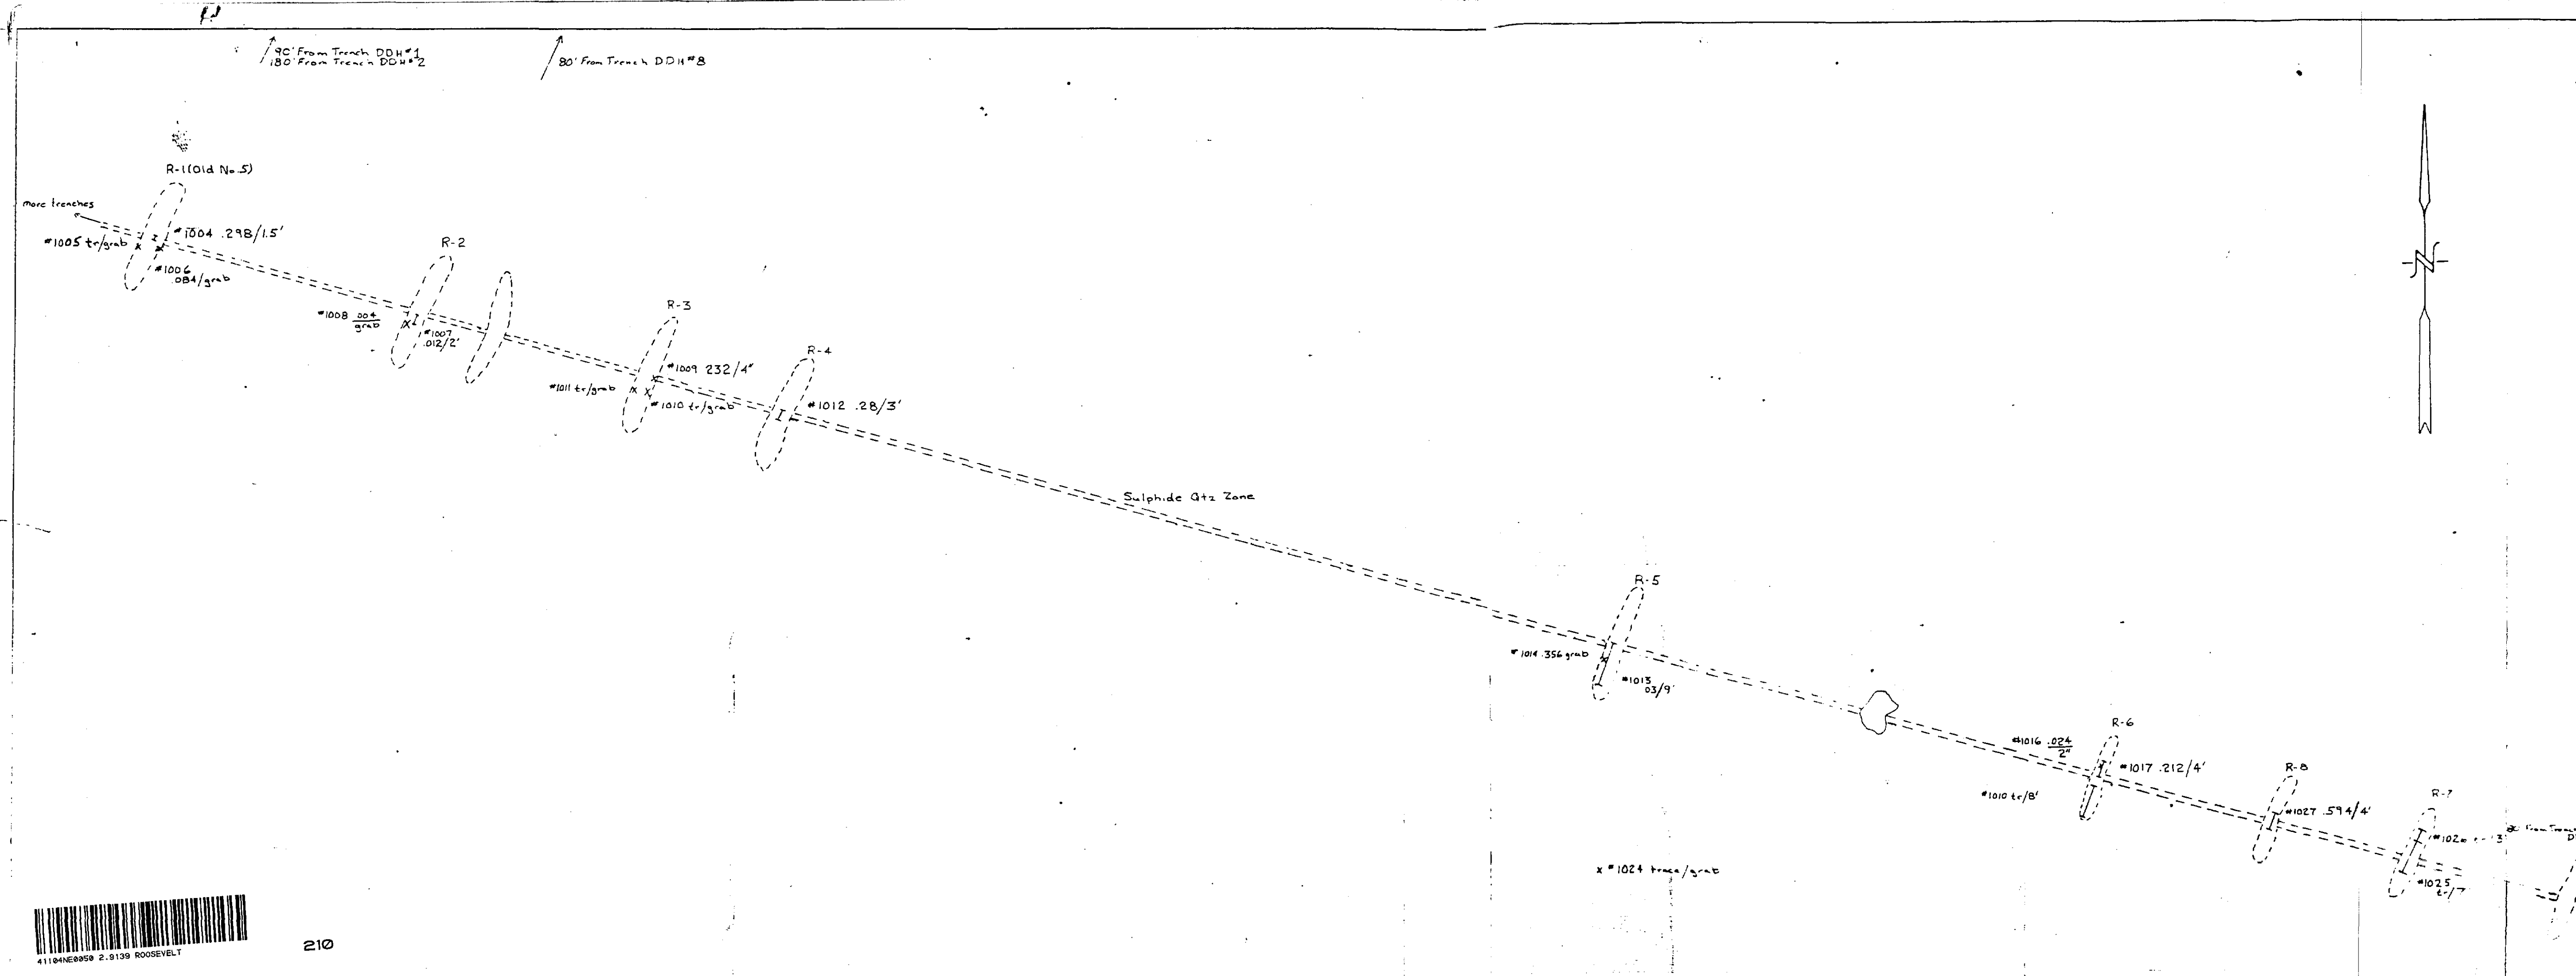 90' From Trench DDH#1
180' From Trench DDH#2
80' From Trench DDH#8
R-1(Old No.5)
more trenches
#1004 .298/1.5'
#1005 tr/grab
#1006
.084/grab
R-2
#1008 .004
grab
#1007
.012/2'
R-3
#1009 232/4"
#1011 tr/grab
#1010 tr/grab
R-4
#1012 .28/3'
Sulphide Qtz Zone
N
R-5
#1014 .356 grab
#1013
03/9'
R-6
#1016 .024
2"
#1017 .212/4'
#1010 tr/8'
R-8
#1027 .594/4'
R-7
From
#1025
tr/7
x #1024 trace/grab
41104NE0050 2.9139 ROOSEVELT
210